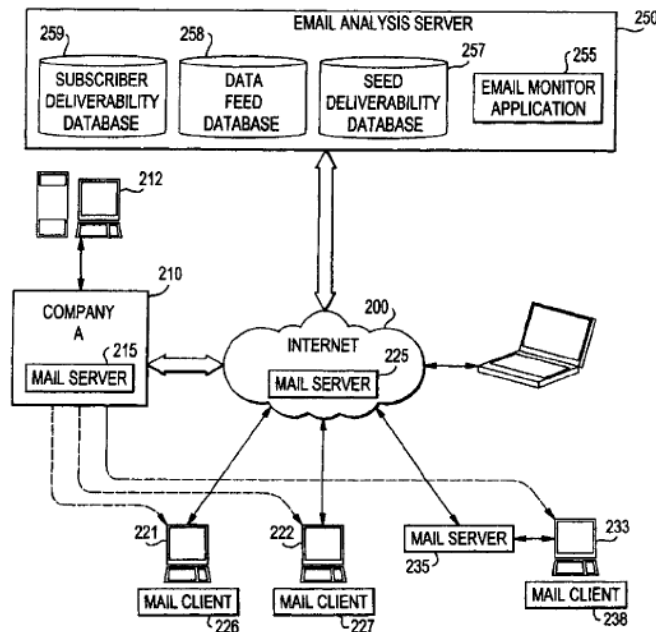 EMAIL ANALYSIS SERVER
250
259
258
257
255
SUBSCRIBER
DELIVERABILITY
DATABASE
DATA
FEED
DATABASE
SEED
DELIVERABILITY
DATABASE
EMAIL MONITOR
APPLICATION
212
210
COMPANY
A
215
MAIL SERVER
200
INTERNET
225
MAIL SERVER
221
222
233
MAIL SERVER
235
MAIL CLIENT
226
MAIL CLIENT
227
MAIL CLIENT
238